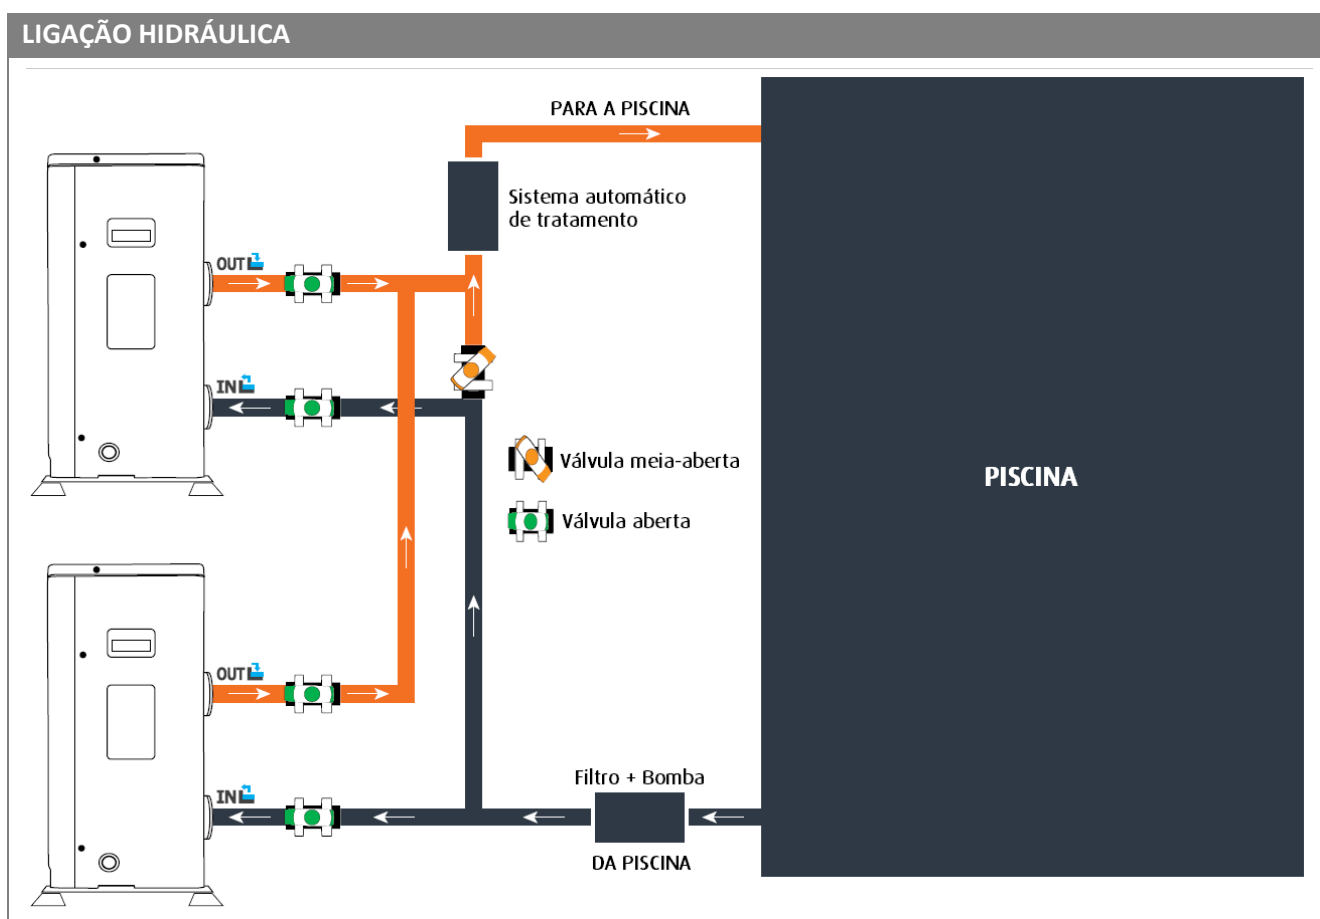 LIGAÇÃO HIDRÁULICA
PARA A PISCINA
Sistema automático
de tratamento
OUT
IN
Válvula meia-aberta
Válvula aberta
PISCINA
OUT
IN
Filtro + Bomba
DA PISCINA